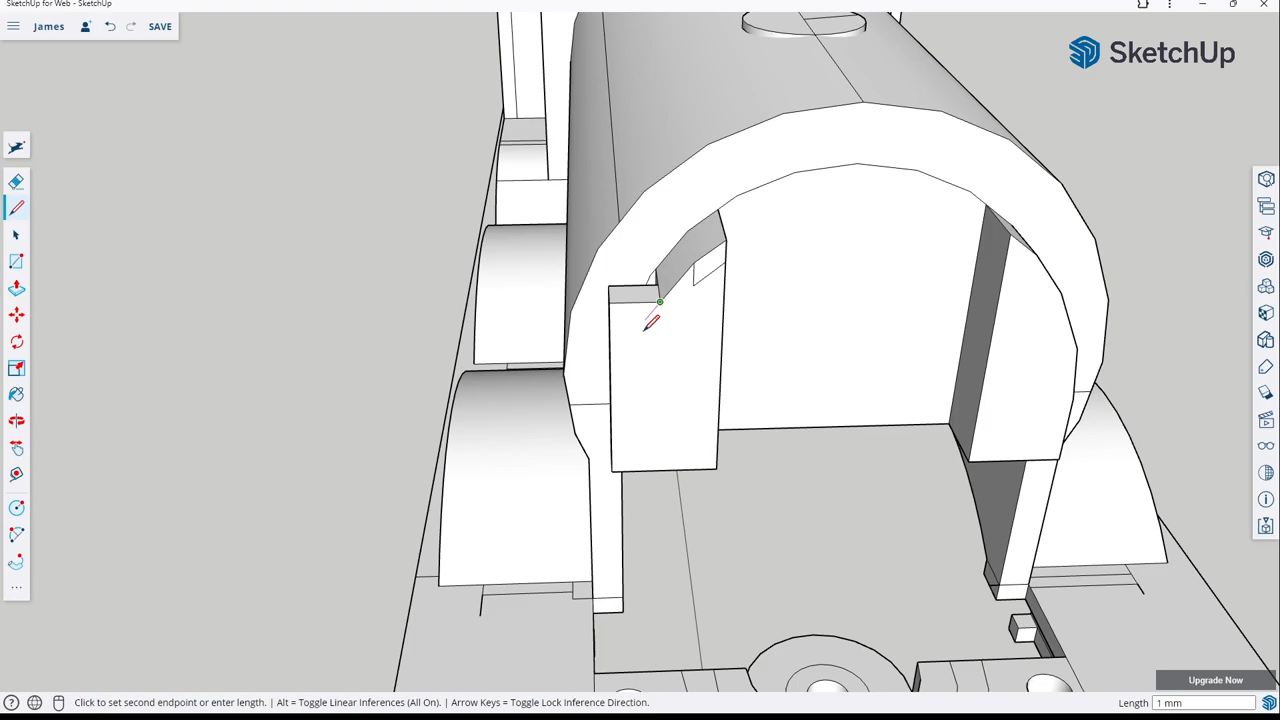 SketchUp for Web - SketchUp
James
SAVE
SketchUp
Upgrade Now
Click to set second endpoint or enter length. | Alt = Toggle Linear Inferences (All On). | Arrow Keys = Toggle Lock Inference Direction.
Length 1 mm